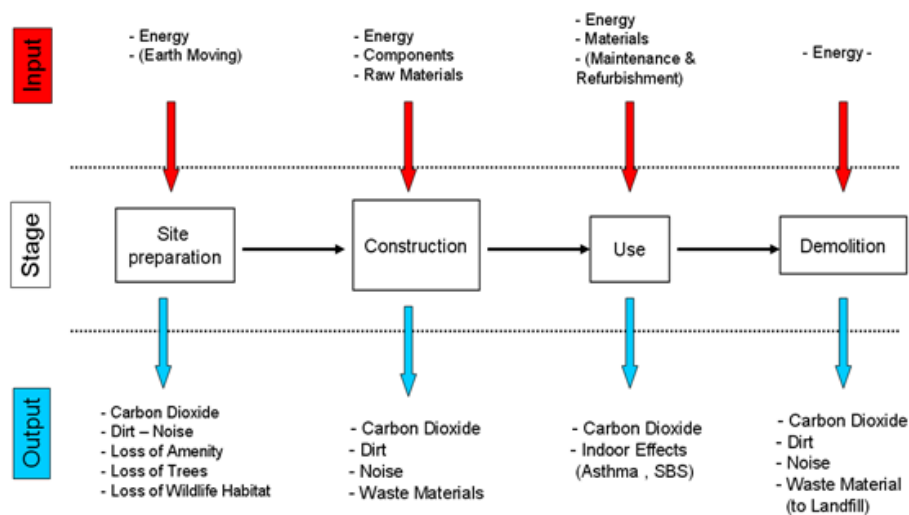 Input
- Energy
- (Earth Moving)
- Energy
- Components
- Raw Materials
- Energy
- Materials
- (Maintenance &
Refurbishment)
- Energy -
Stage
Site
preparation
Construction
Use
Demolition
Output
- Carbon Dioxide
- Dirt – Noise
- Loss of Amenity
- Loss of Trees
- Loss of Wildlife Habitat
- Carbon Dioxide
- Dirt
- Noise
- Waste Materials
- Carbon Dioxide
- Indoor Effects
(Asthma , SBS)
- Carbon Dioxide
- Dirt
- Noise
- Waste Material
(to Landfill)